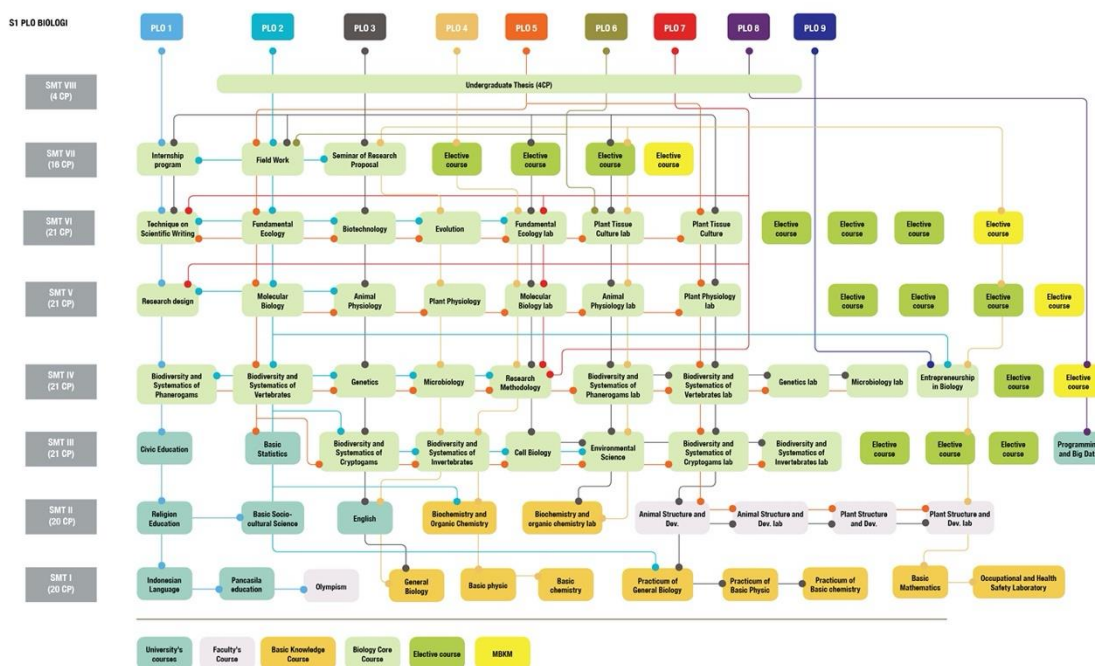 S1 PLO BIOLOGI
PLO 1
PLO 2
PLO 3
PLO 4
PLO 5
PLO 6
PLO 7
PLO 8
PLO 9
SMT VIII
(4 CP)
Undergraduate Thesis (4CP)
SMT VII
(16 CP)
Internship
program
Field Work
Seminar of Research
Proposal
Elective
course
Elective
course
Elective
course
Elective
course
SMT VI
(21 CP)
Technique on
Scientific Writing
Fundamental
Ecology
Biotechnology
Evolution
Fundamental
Ecology lab
Plant Tissue
Culture lab
Plant Tissue
Culture
Elective
course
Elective
course
Elective
course
Elective
course
SMT V
(21 CP)
Research design
Molecular
Biology
Animal
Physiology
Plant Physiology
Molecular
Biology lab
Animal
Physiology lab
Plant Physiology
lab
Elective
course
Elective
course
Elective
course
Elective
course
SMT IV
(21 CP)
Biodiversity and
Systematics of
Phanerogams
Biodiversity and
Systematics of
Vertebrates
Genetics
Microbiology
Research
Methodology
Biodiversity and
Systematics of
Phanerogams lab
Biodiversity and
Systematics of
Vertebrates lab
Genetics lab
Microbiology lab
Entrepreneurship
in Biology
Elective
course
Elective
course
SMT III
(21 CP)
Civic Education
Basic
Statistics
Biodiversity and
Systematics of
Cryptogams
Biodiversity and
Systematics of
Invertebrates
Cell Biology
Environmental
Science
Biodiversity and
Systematics of
Cryptogams lab
Biodiversity and
Systematics of
Invertebrates lab
Elective
course
Elective
course
Elective
course
Programming
and Big Data
SMT II
(20 CP)
Religion
Education
Basic Socio-
cultural Science
English
Biochemistry and
Organic Chemistry
Biochemistry and
organic chemistry lab
Animal Structure and
Dev.
Animal Structure
and Dev. lab
Plant Structure
and Dev.
Plant Structure
and Dev lab
SMT I
(20 CP)
Indonesian
Language
Pancasila
education
Olympism
General
Biology
Basic physic
Basic
chemistry
Practicum of
General Biology
Practicum of
Basic Physic
Practicum of
Basic chemistry
Basic
Mathematics
Occupational and Health
Safety Laboratory
University's
courses
Faculty's
Course
Basic Knowledge
Course
Biology Core
Course
Elective course
MBKM